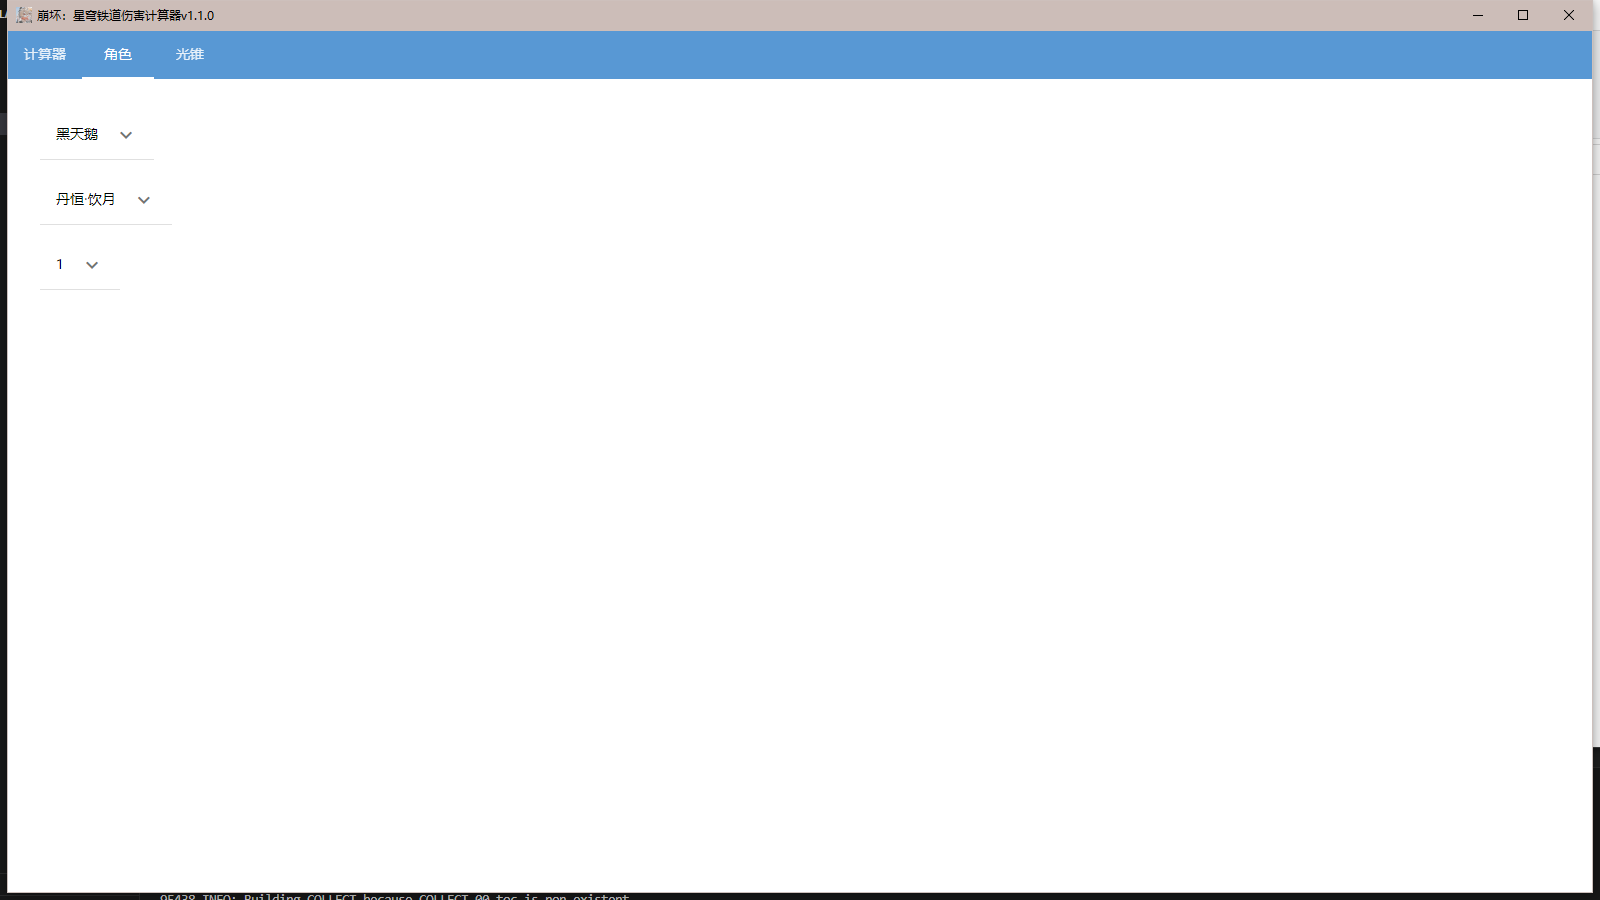 崩坏：星穹铁道伤害计算器v1.1.0
计算器 角色 光锥
黑天鹅
丹恒·饮月
1
95438 INFO: Building COLLECT because COLLECT-00.toc is non existent